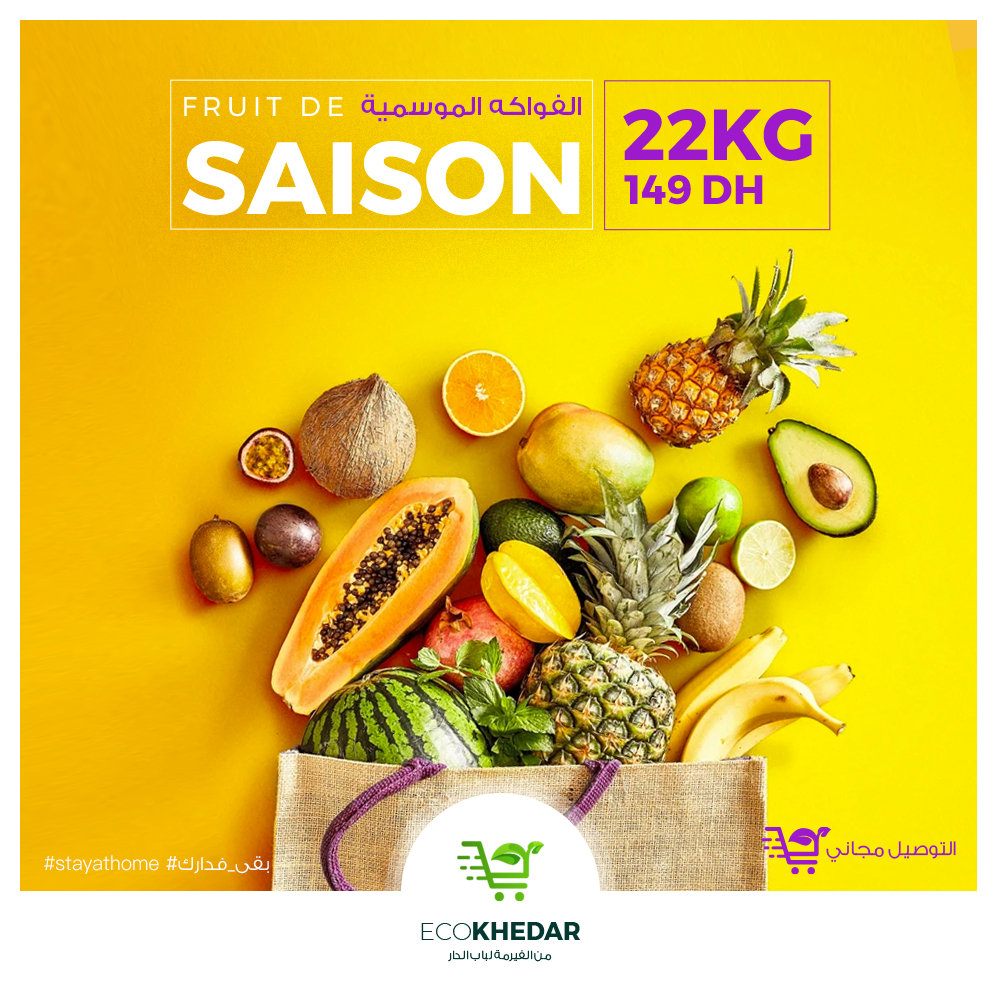 FRUIT DE الفواكه الموسمية
SAISON
22KG
149 DH
#stayathome #بقى_فدارك
التوصيل مجاني
ECOKHEDAR
من الفيرمة لباب الدار